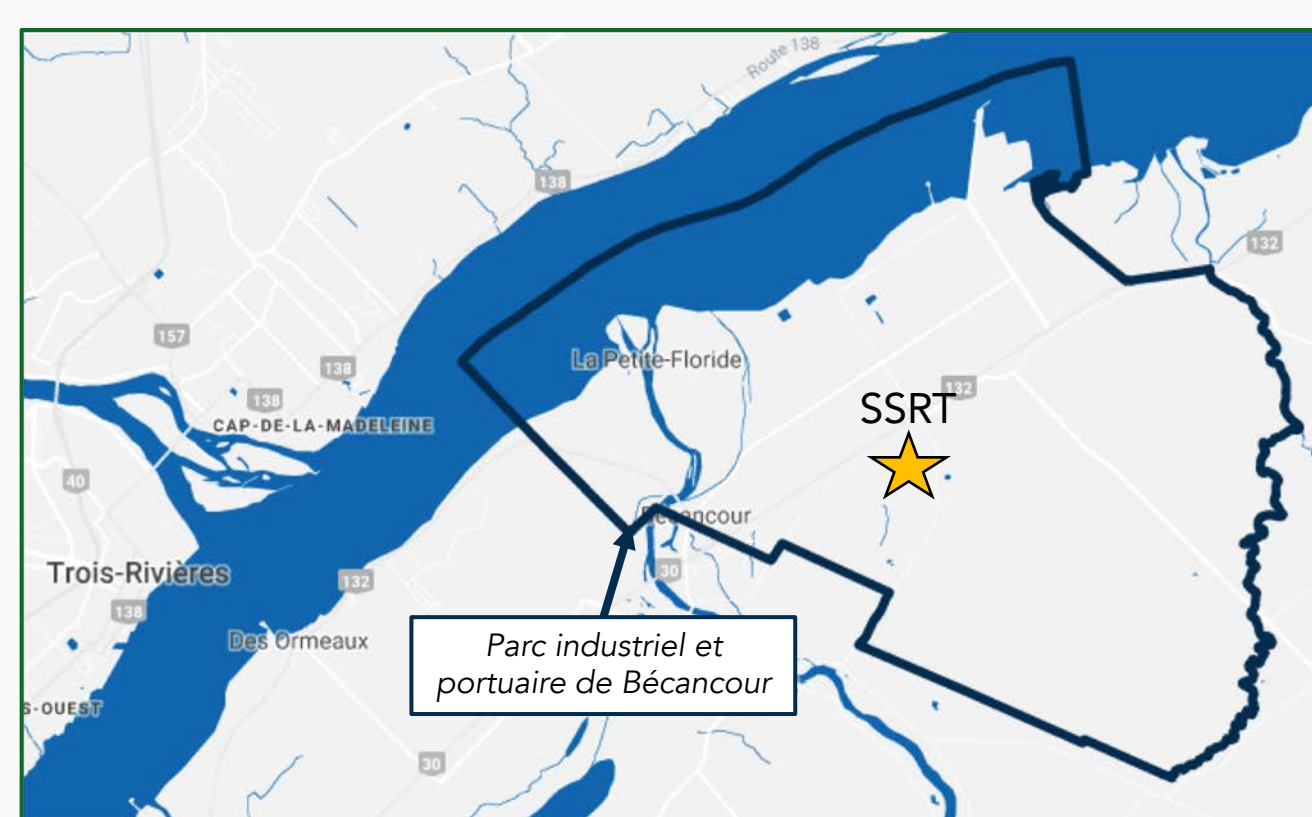 Route 138
138
132
157
138
La Petite-Floride
138
132
CAP-DE-LA-MADELEINE
SSRT
40
Bécancour
Trois-Rivières
30
132
138
Des Ormeaux
Parc industriel et
portuaire de Bécancour
S-OUEST
30